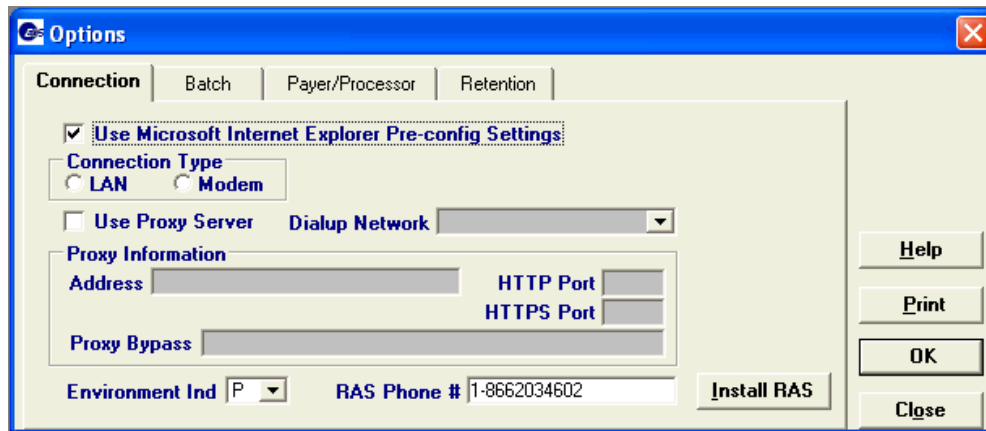 Options
Connection Batch Payer/Processor Retention
Use Microsoft Internet Explorer Pre-config Settings
Connection Type
LAN Modem
Use Proxy Server Dialup Network
Proxy Information
Address HTTP Port
HTTPS Port
Proxy Bypass
Environment Ind P RAS Phone # 1-8662034602 Install RAS
Help
Print
OK
Close